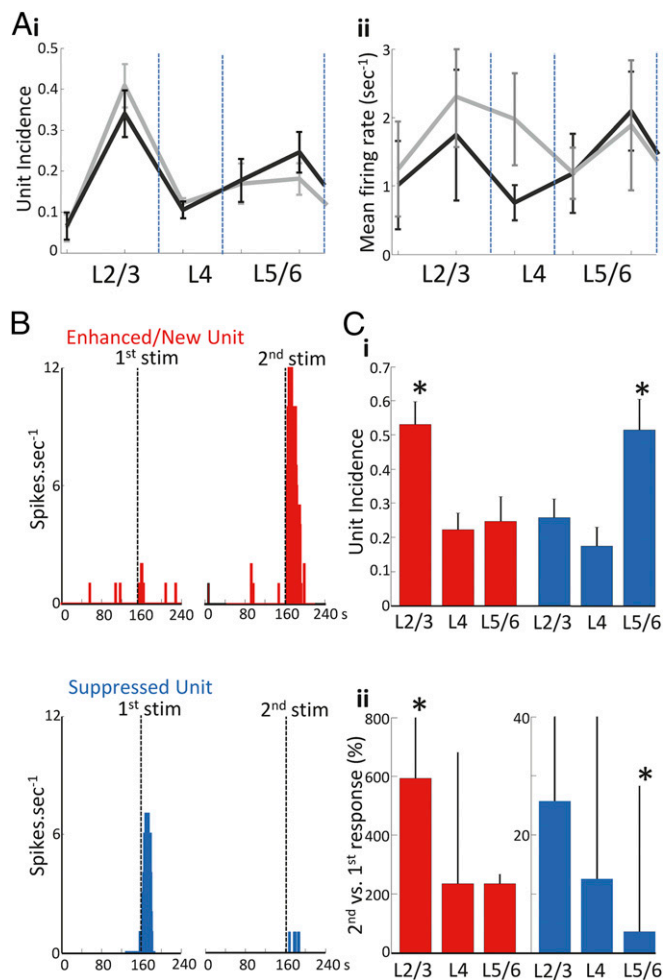 A i
ii
0.5
0.4
0.3
0.2
0.1
0
Unit Incidence
L2/3 L4 L5/6
3
2
1
0
Mean firing rate (sec-1)
L2/3 L4 L5/6
B
Enhanced/New Unit
1st stim
2nd stim
12
6
0
Spikes.sec-1
0 80 160 240
0 80 160 240 s
Suppressed Unit
1st stim
2nd stim
12
6
0
Spikes.sec-1
0 80 160 240
0 80 160 240 s
C
i
0.7
0.6
0.5
0.4
0.3
0.2
0.1
0
Unit Incidence
*
*
L2/3 L4 L5/6 L2/3 L4 L5/6
ii
800
600
400
200
0
2nd vs. 1st response (%)
*
40
20
*
L2/3 L4 L5/6 L2/3 L4 L5/6